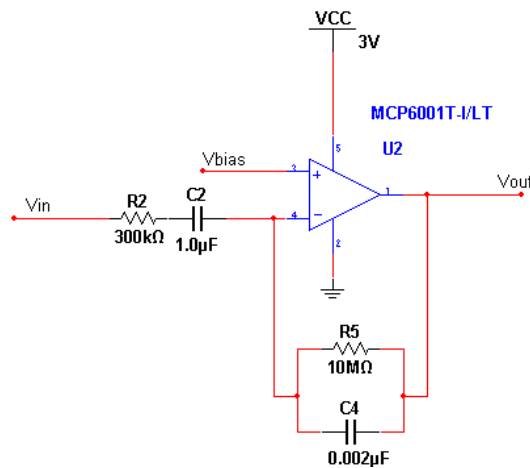 VCC
3V
MCP6001T-I/LT
U2
Vbias
3
+
5
1
Vout
Vin
R2
300kΩ
C2
1.0µF
4
−
2
R5
10MΩ
C4
0.002µF